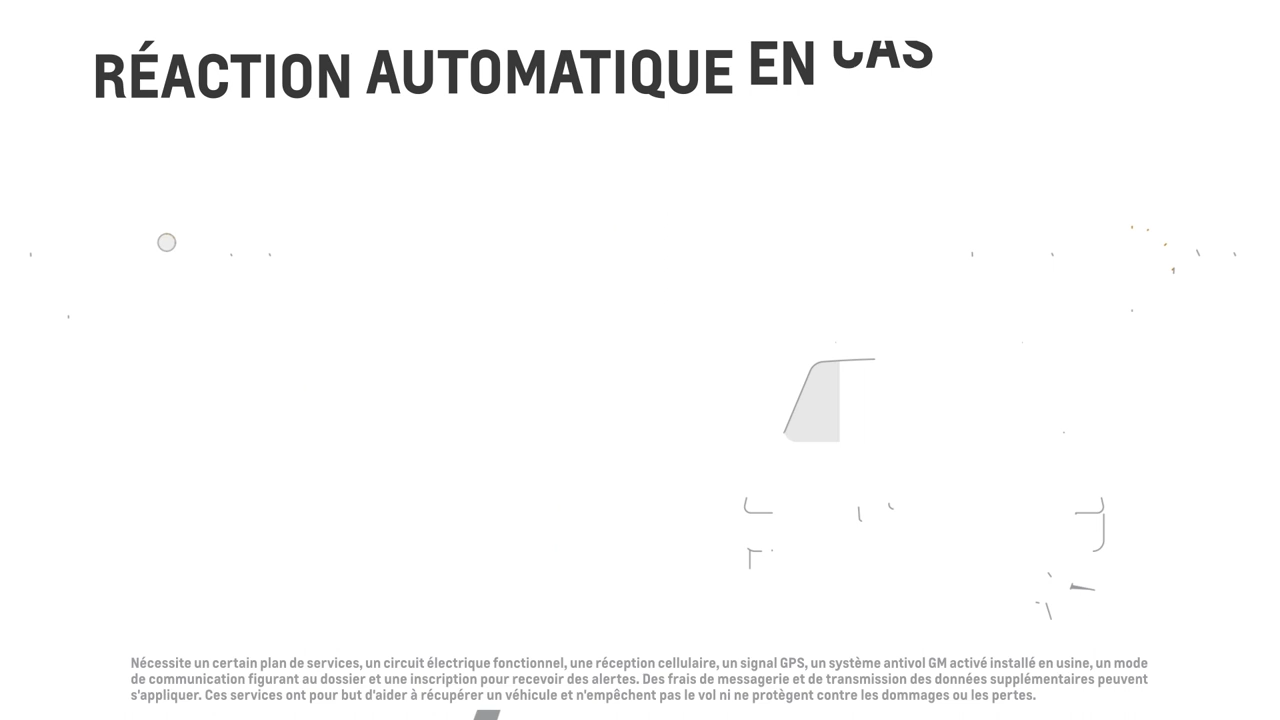 RÉACTION AUTOMATIQUE EN CAS
Nécessite un certain plan de services, un circuit électrique fonctionnel, une réception cellulaire, un signal GPS, un système antivol GM activé installé en usine, un mode
de communication figurant au dossier et une inscription pour recevoir des alertes. Des frais de messagerie et de transmission des données supplémentaires peuvent
s'appliquer. Ces services ont pour but d'aider à récupérer un véhicule et n'empêchent pas le vol ni ne protègent contre les dommages ou les pertes.